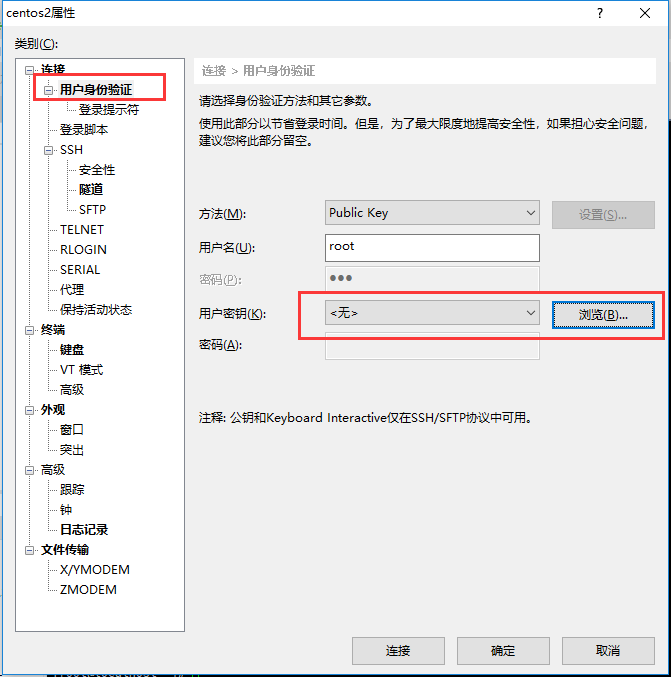 centos2属性
类别(C):
连接
用户身份验证
登录提示符
登录脚本
SSH
安全性
隧道
SFTP
TELNET
RLOGIN
SERIAL
代理
保持活动状态
终端
键盘
VT 模式
高级
外观
窗口
突出
高级
跟踪
钟
日志记录
文件传输
X/YMODEM
ZMODEM
连接 > 用户身份验证
请选择身份验证方法和其它参数。
使用此部分以节省登录时间。但是，为了最大限度地提高安全性，如果担心安全问题，
建议您将此部分留空。
方法(M): Public Key 设置(S)...
用户名(U): root
密码(P): ●●●
用户密钥(K): <无> 浏览(B)...
密码(A):
注释: 公钥和Keyboard Interactive仅在SSH/SFTP协议中可用。
连接 确定 取消